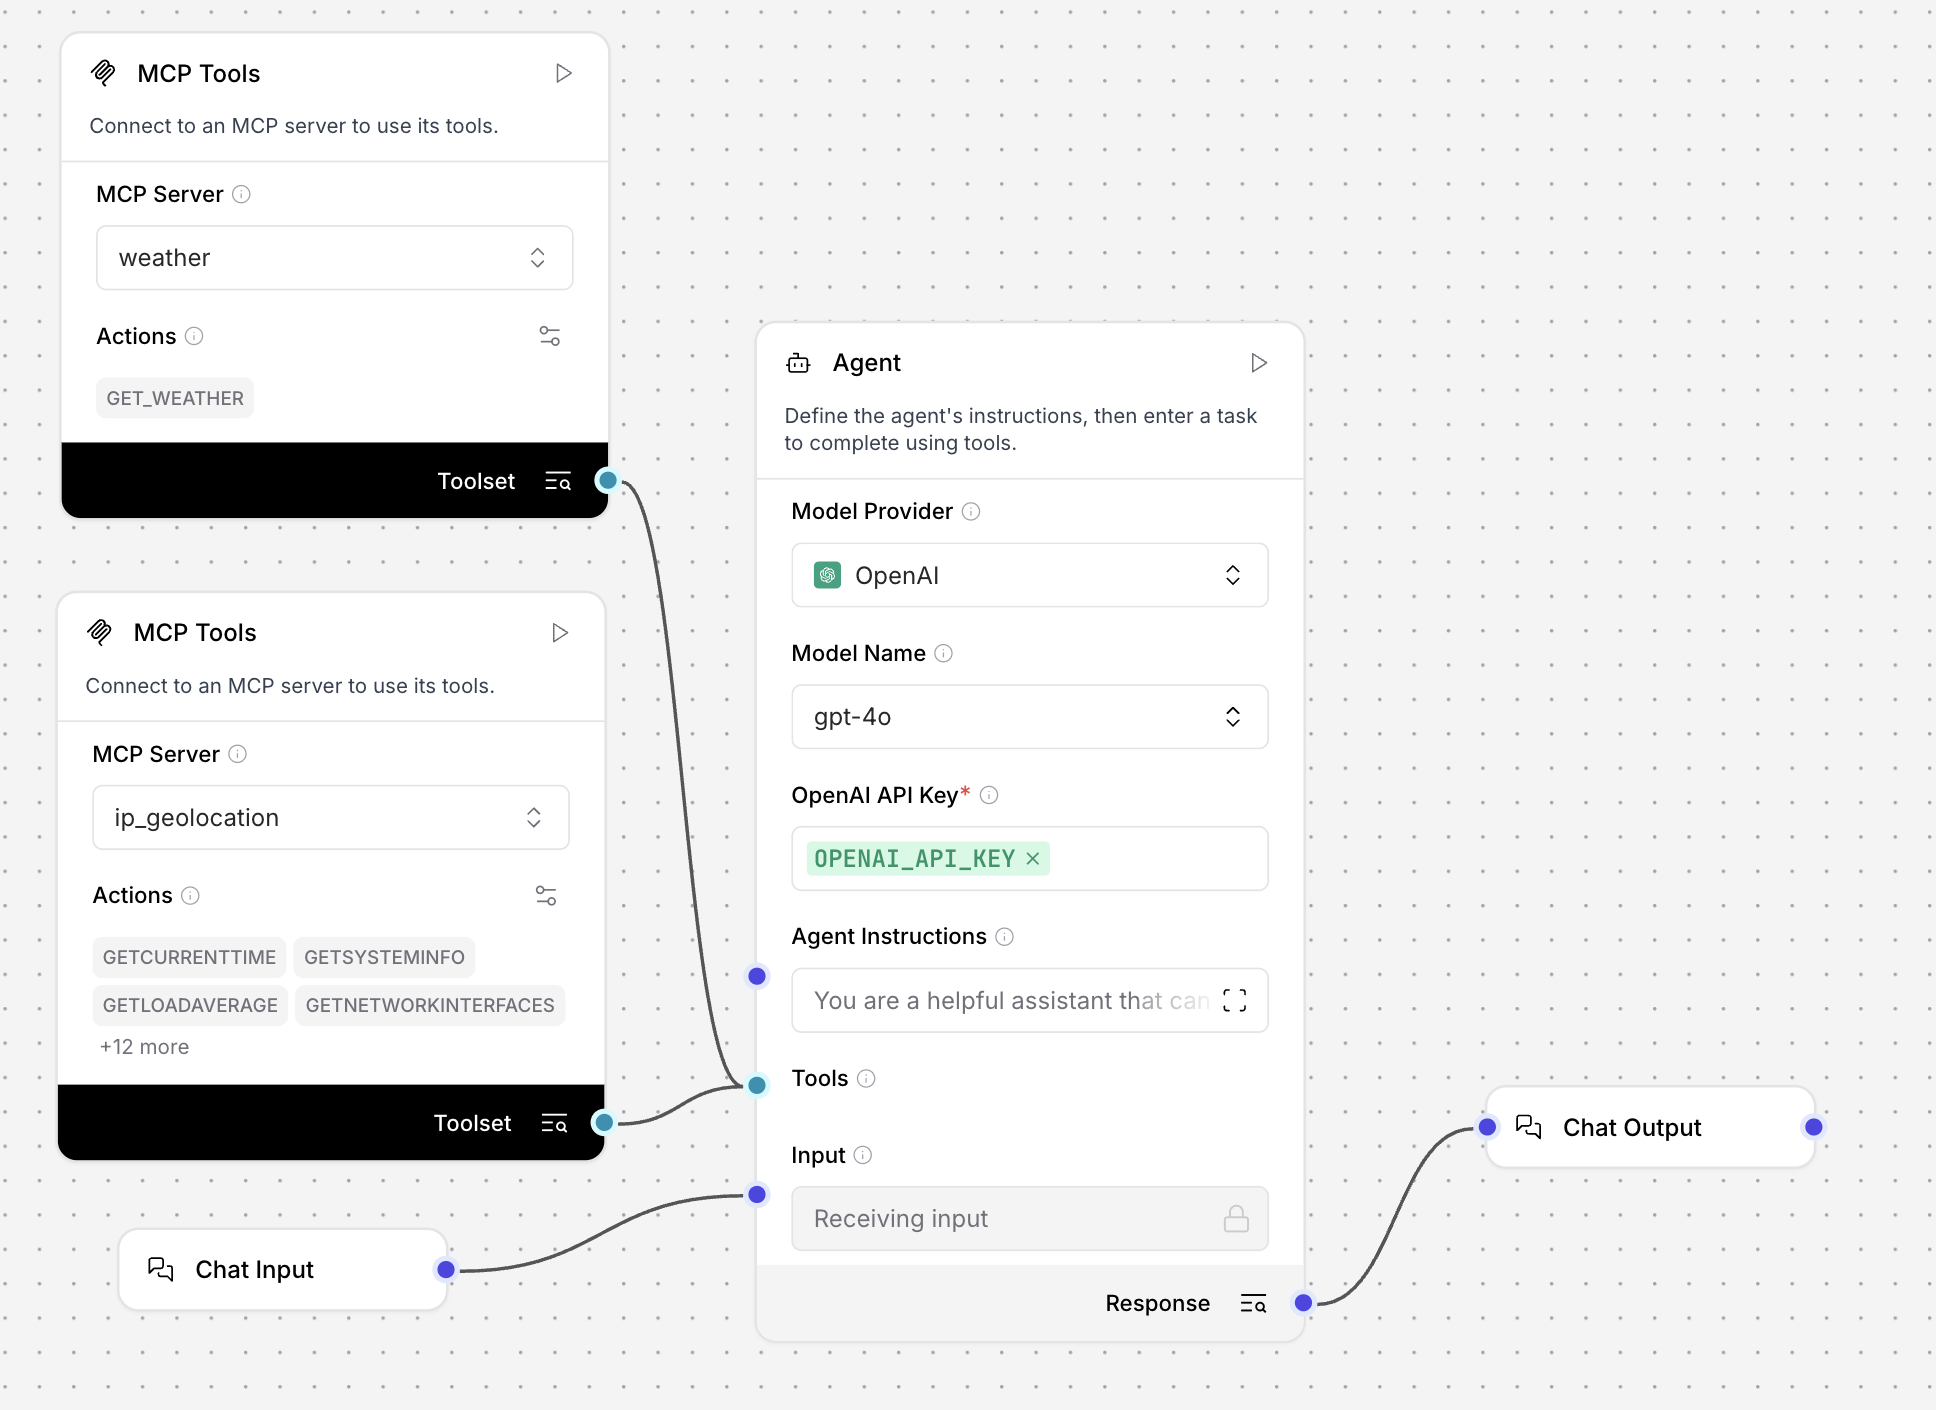 MCP Tools
Connect to an MCP server to use its tools.
MCP Server
weather
Actions
GET_WEATHER
Toolset
MCP Tools
Connect to an MCP server to use its tools.
MCP Server
ip_geolocation
Actions
GETCURRENTTIME GETSYSTEMINFO
GETLOADAVERAGE GETNETWORKINTERFACES
+12 more
Toolset
Chat Input
Agent
Define the agent's instructions, then enter a task
to complete using tools.
Model Provider
OpenAI
Model Name
gpt-4o
OpenAI API Key*
OPENAI_API_KEY ×
Agent Instructions
You are a helpful assistant that can
Tools
Input
Receiving input
Response
Chat Output